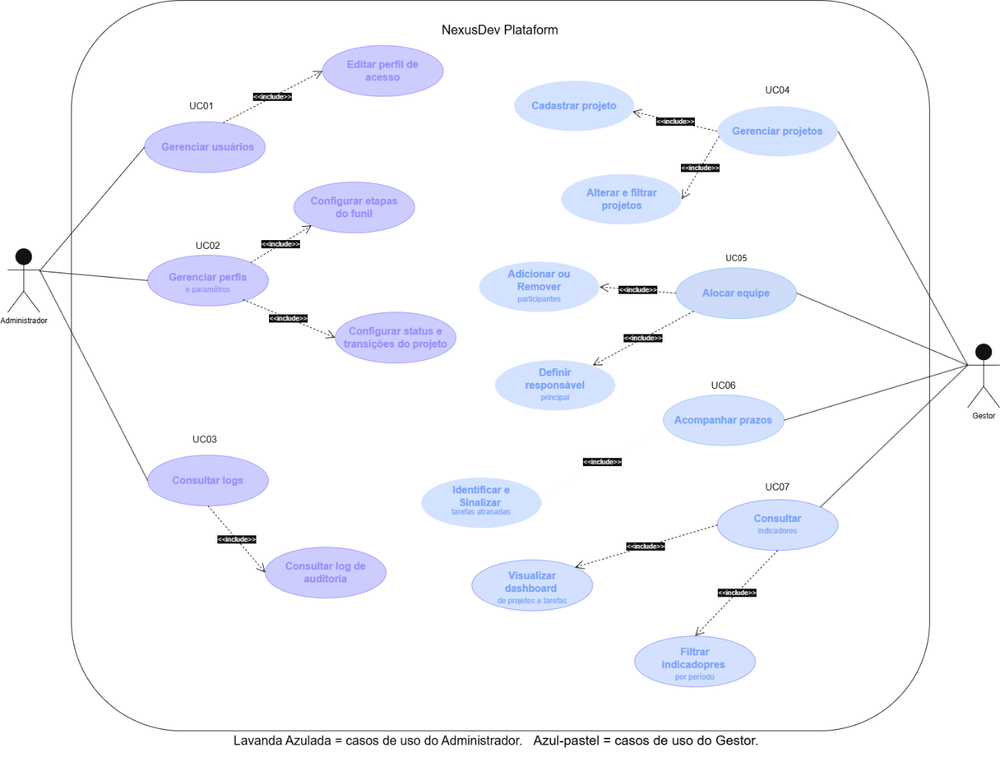 NexusDev Plataform
Editar perfil de
acesso
<<include>>
UC01
Gerenciar usuários
Configurar etapas
do funil
<<include>>
UC02
Gerenciar perfis
e paramêtros
<<include>>
Configurar status e
transições do projeto
Administrador
UC03
Consultar logs
<<include>>
Consultar log de
auditoria
UC04
Cadastrar projeto
<<include>>
Gerenciar projetos
<<include>>
Alterar e filtrar
projetos
UC05
Adicionar ou
Remover
participantes
<<include>>
Alocar equipe
<<include>>
Definir
responsável
principal
UC06
Acompanhar prazos
Gestor
<<include>>
Identificar e
Sinalizar
tarefas atrasadas
UC07
Consultar
indicadores
<<include>>
Visualizar
dashboard
de projetos e tarefas
<<include>>
Filtrar
indicadopres
por período
Lavanda Azulada = casos de uso do Administrador. Azul-pastel = casos de uso do Gestor.